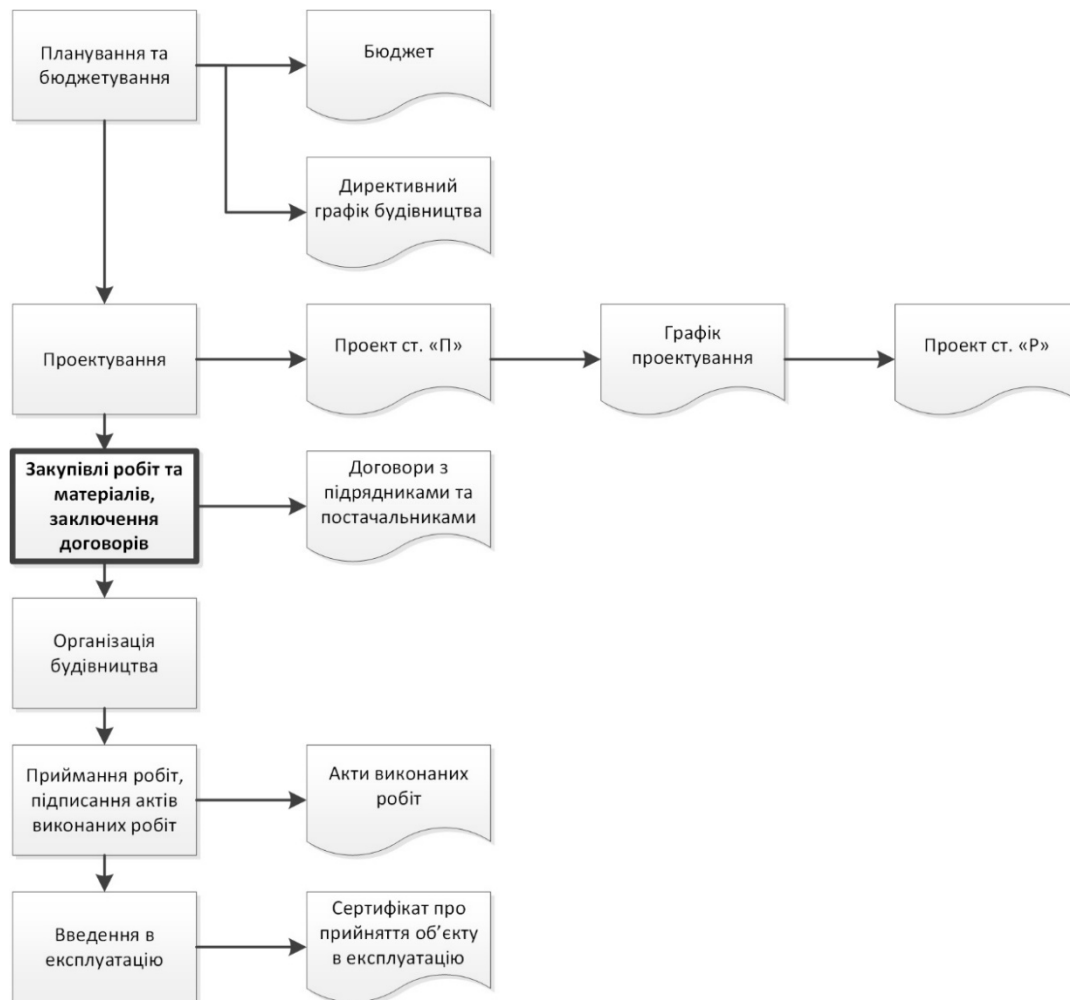 Планування та
бюджетування
Бюджет
Директивний
графік будівництва
Проектування
Проект ст. «П»
Графік
проектування
Проект ст. «Р»
Закупівлі робіт та
матеріалів,
заключення
договорів
Договори з
підрядниками та
постачальниками
Організація
будівництва
Приймання робіт,
підписання актів
виконаних робіт
Акти виконаних
робіт
Введення в
експлуатацію
Сертифікат про
прийняття об’єкту
в експлуатацію